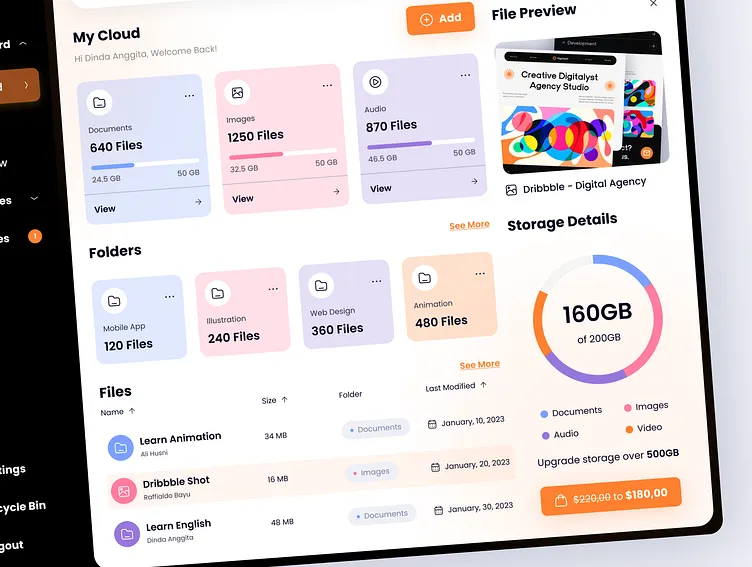 rd
Add
File Preview
My Cloud
Hi Dinda Anggita, Welcome Back!
Development
Creative Digitalyst
Agency Studio
Documents
640 Files
24.5 GB
50 GB
View
Images
1250 Files
32.5 GB
50 GB
View
Audio
870 Files
46.5 GB
50 GB
View
ct?
us.
Dribbble - Digital Agency
w
es
es
1
See More
Folders
Mobile App
120 Files
Illustration
240 Files
Web Design
360 Files
Animation
480 Files
See More
Storage Details
160GB
of 200GB
Documents
Images
Audio
Video
Upgrade storage over 500GB
$220,00 to $180,00
Files
Name
Size
Folder
Last Modified
Learn Animation
Ali Husni
34 MB
Documents
January, 10, 2023
Dribbble Shot
Raffialdo Bayu
16 MB
Images
January, 20, 2023
Learn English
Dinda Anggita
48 MB
Documents
January, 30, 2023
kings
cycle Bin
gout